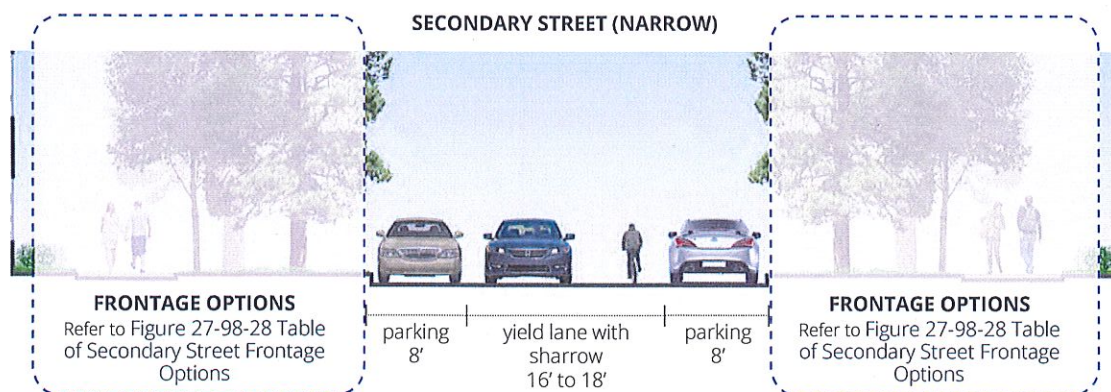 SECONDARY STREET (NARROW)
FRONTAGE OPTIONS
Refer to Figure 27-98-28 Table
of Secondary Street Frontage
Options
parking
8'
yield lane with
sharrow
16' to 18'
parking
8'
FRONTAGE OPTIONS
Refer to Figure 27-98-28 Table
of Secondary Street Frontage
Options